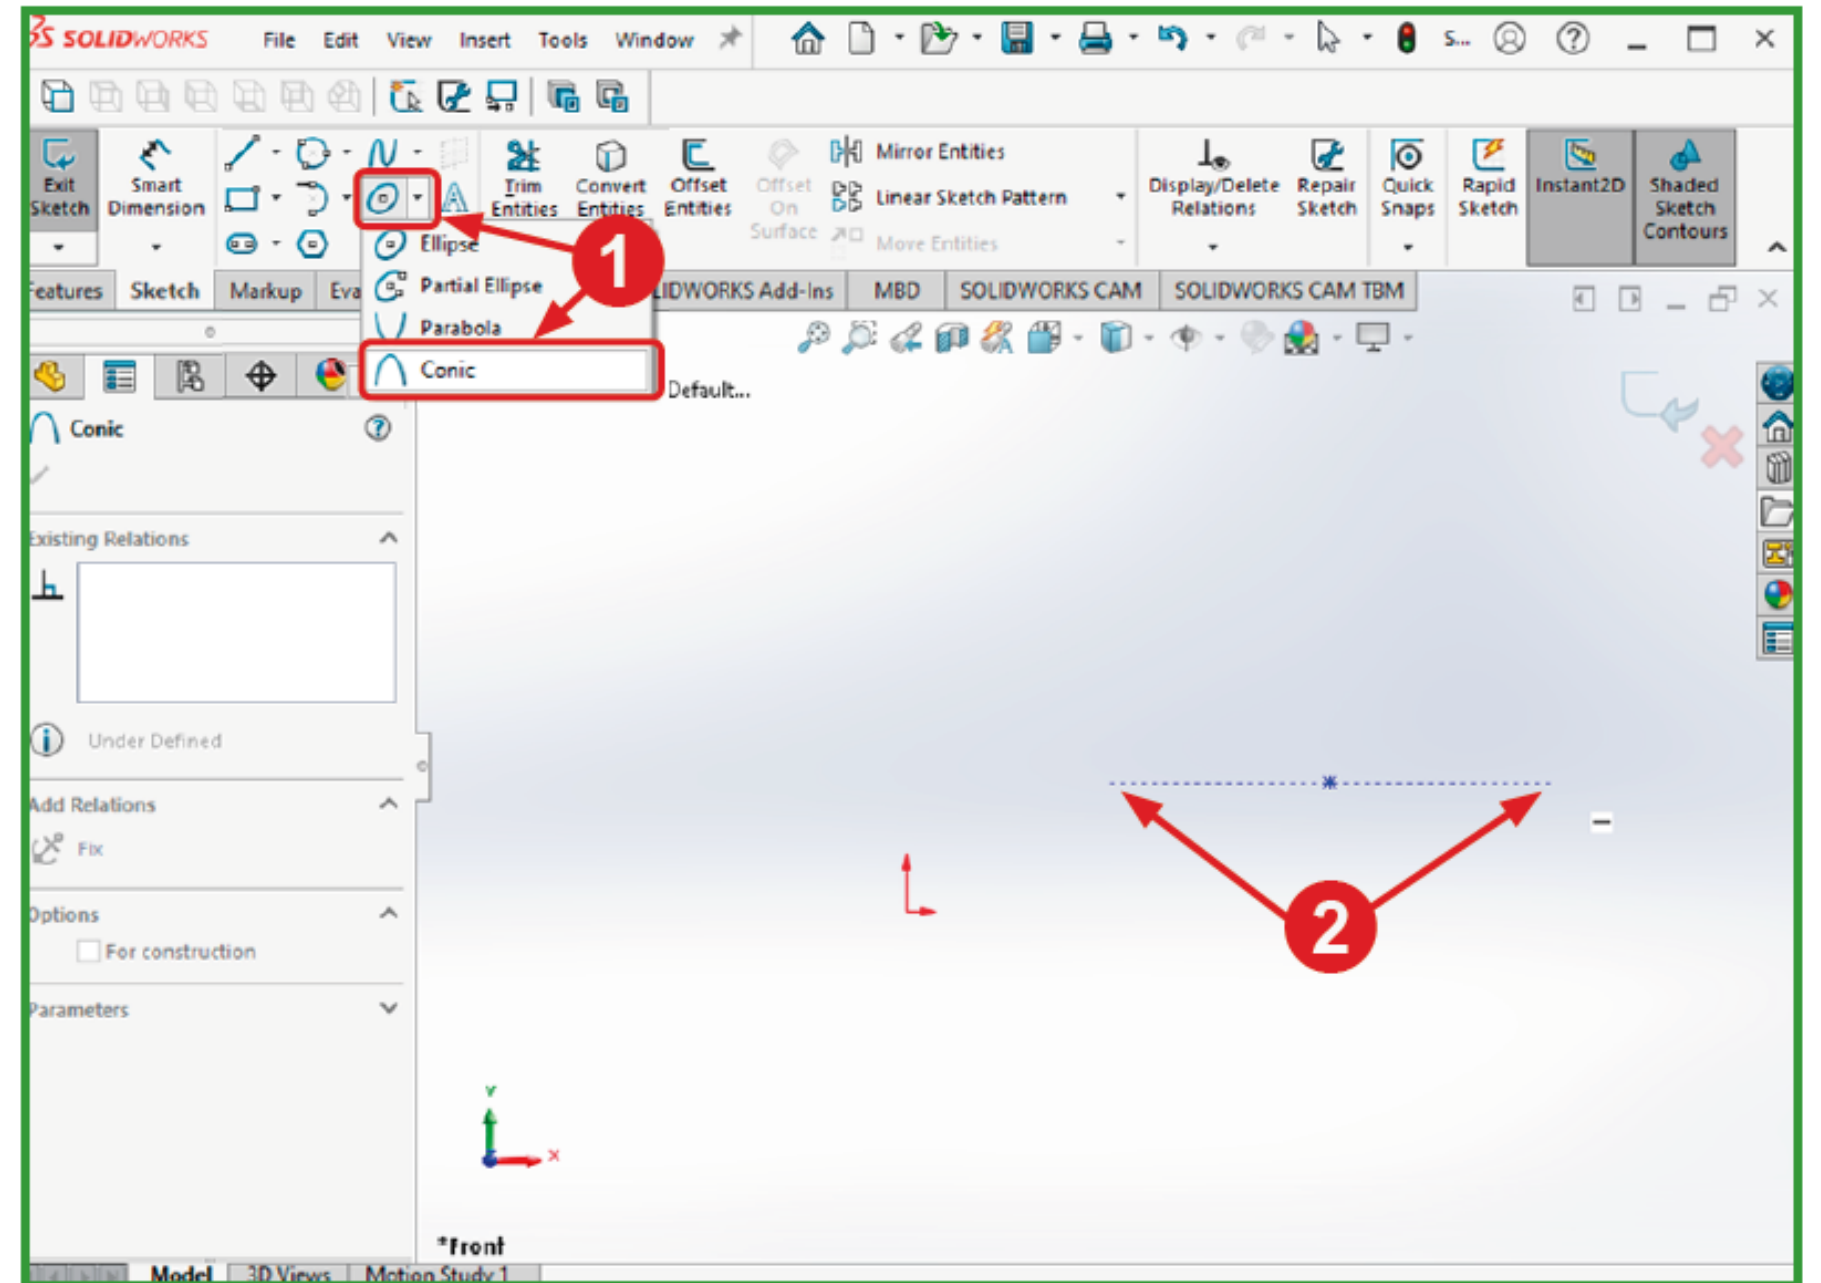 SOLIDWORKS File Edit View Insert Tools Window S...
Exit Sketch
Smart Dimension
Trim Entities
Convert Entities
Offset Entities
Offset On Surface
Mirror Entities
Linear Sketch Pattern
Move Entities
Display/Delete Relations
Repair Sketch
Quick Snaps
Rapid Sketch
Instant2D
Shaded Sketch Contours
Ellipse
Partial Ellipse
Parabola
Conic
1
Features Sketch Markup Eva LIDWORKS Add-Ins MBD SOLIDWORKS CAM SOLIDWORKS CAM TBM
Default...
Conic
Existing Relations
Under Defined
Add Relations
Fix
Options
For construction
Parameters
2
Y
X
*Front
Model 3D Views Motion Study 1